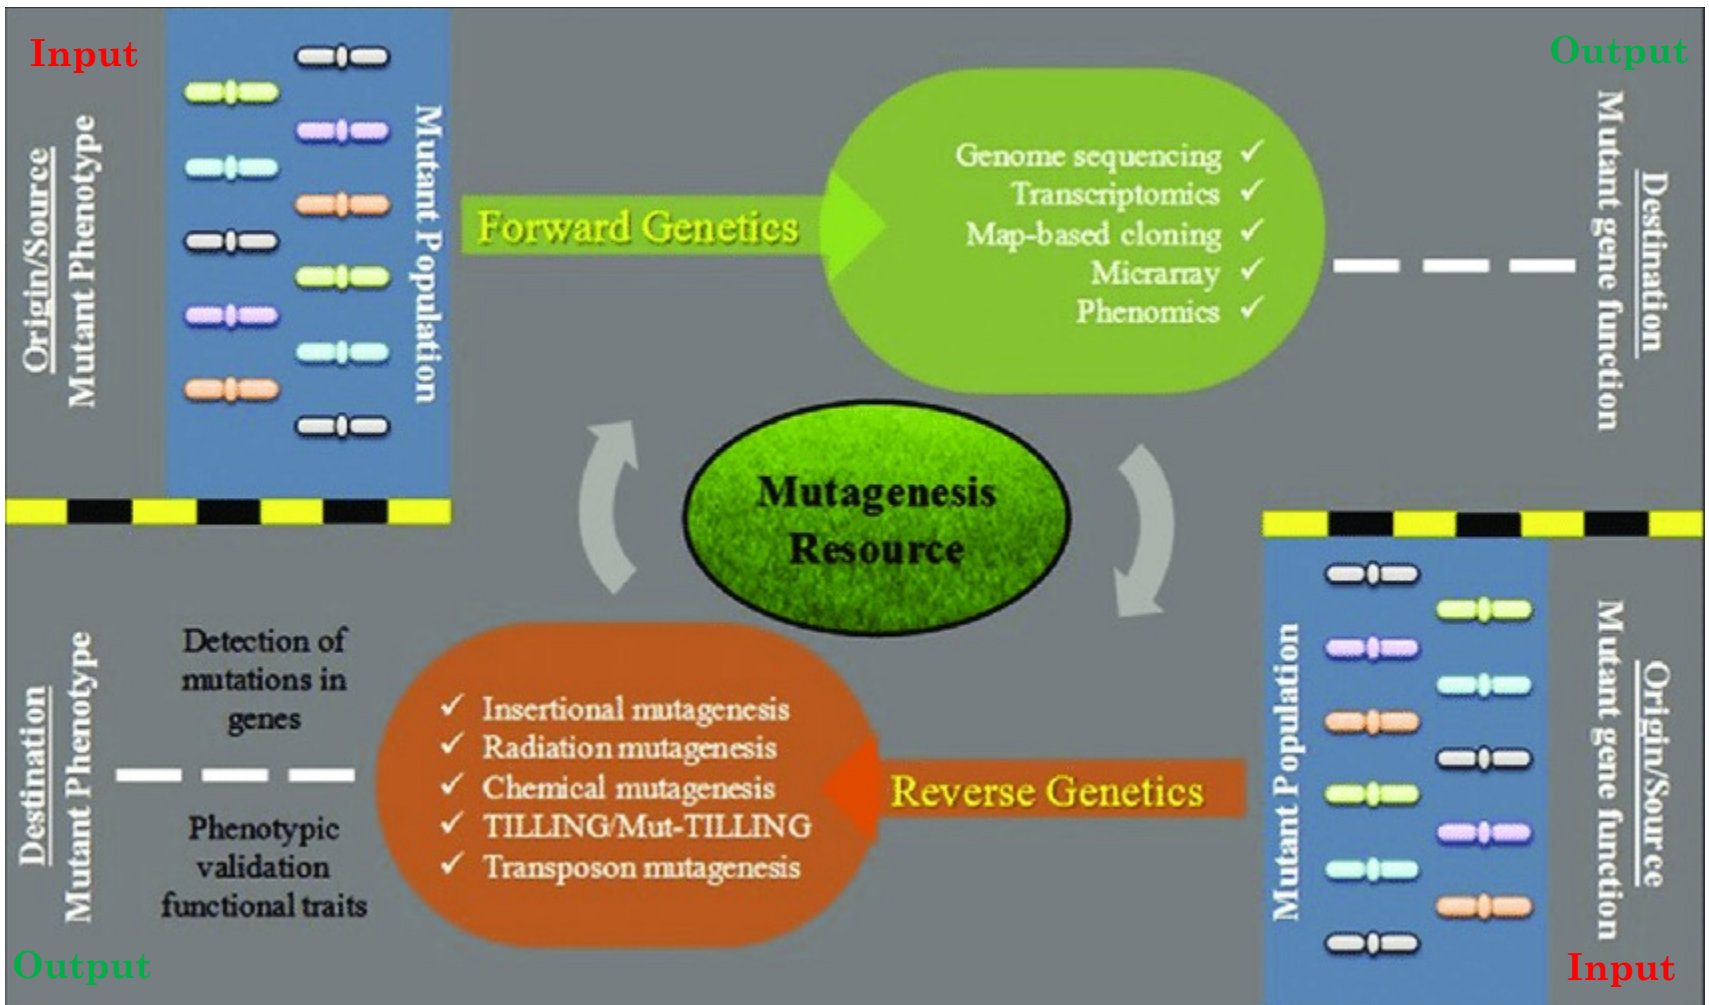 Input
Origin/Source
Mutant Phenotype
Mutant Population
Forward Genetics
Genome sequencing ✓
Transcriptomics ✓
Map-based cloning ✓
Micrarray ✓
Phenomics ✓
Output
Destination
Mutant gene function
Mutagenesis
Resource
Destination
Mutant Phenotype
Output
Detection of
mutations in
genes
Phenotypic
validation
functional traits
✓ Insertional mutagenesis
✓ Radiation mutagenesis
✓ Chemical mutagenesis
✓ TILLING/Mut-TILLING
✓ Transposon mutagenesis
Reverse Genetics
Mutant Population
Origin/Source
Mutant gene function
Input